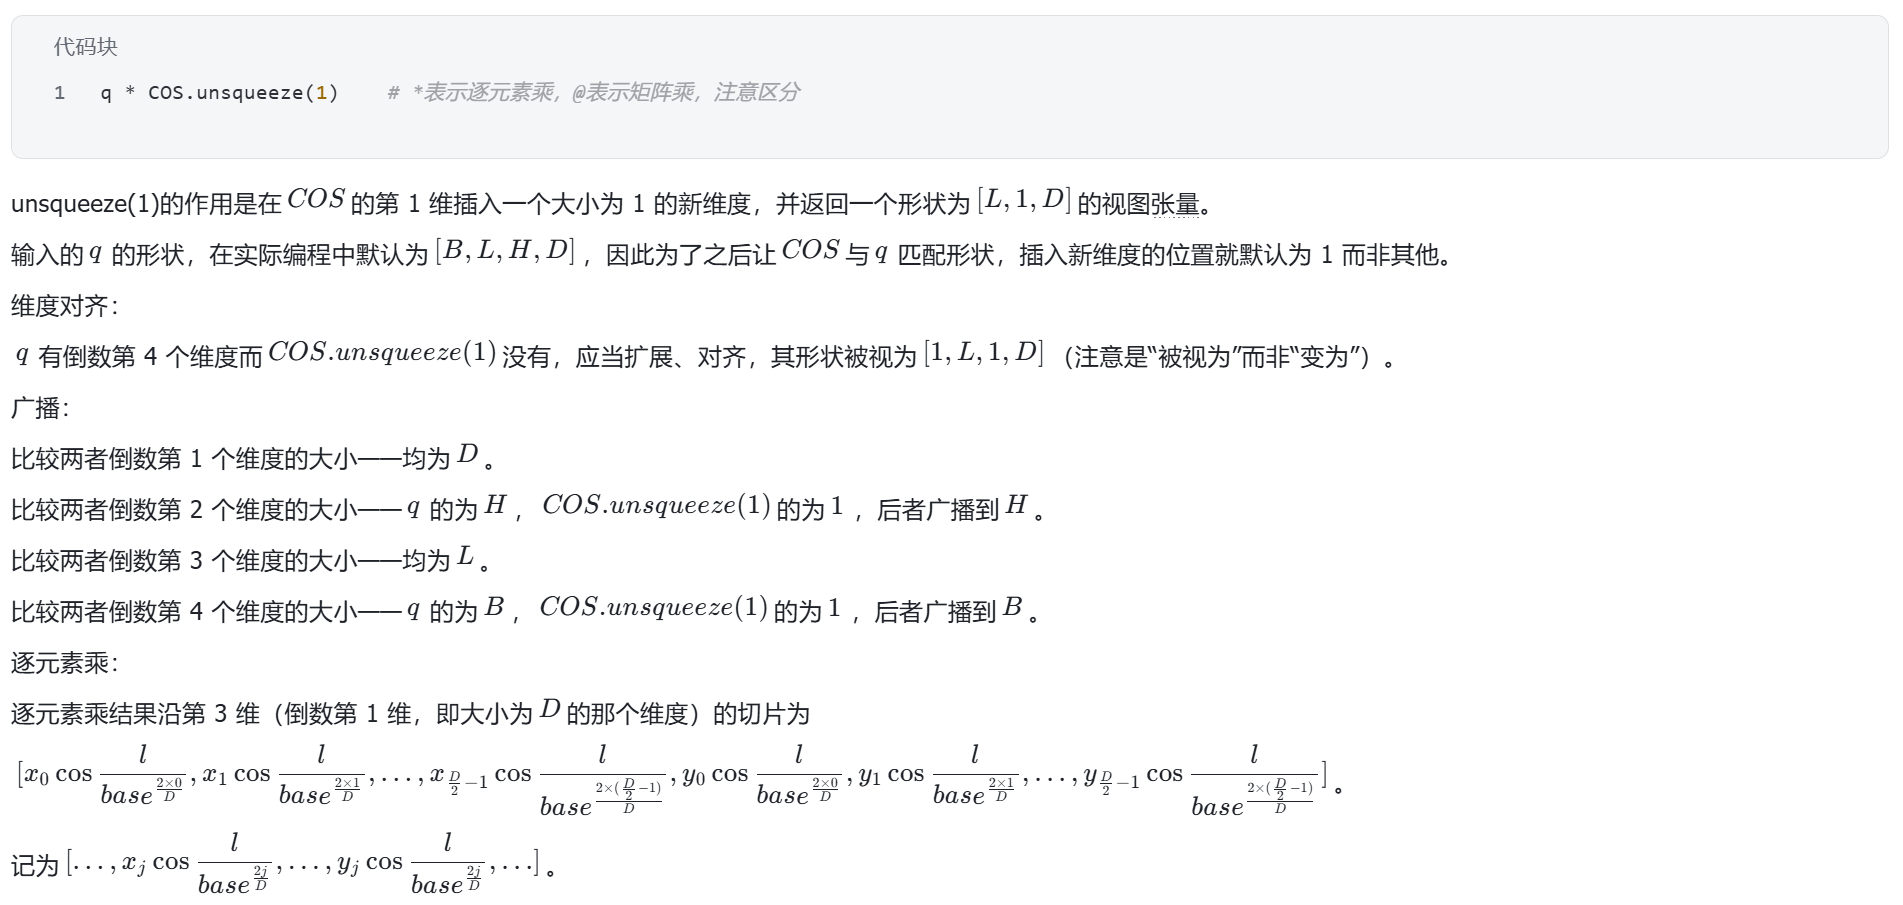 代码块
1 q * COS.unsqueeze(1) # *表示逐元素乘，@表示矩阵乘，注意区分
unsqueeze(1)的作用是在 $COS$ 的第 1 维插入一个大小为 1 的新维度，并返回一个形状为 $[L, 1, D]$ 的视图张量。
输入的 $q$ 的形状，在实际编程中默认为 $[B, L, H, D]$ ，因此为了之后让 $COS$ 与 $q$ 匹配形状，插入新维度的位置就默认为 1 而非其他。
维度对齐：
$q$ 有倒数第 4 个维度而 $COS.unsqueeze(1)$ 没有，应当扩展、对齐，其形状被视为 $[1, L, 1, D]$ （注意是“被视为”而非“变为”）。
广播：
比较两者倒数第 1 个维度的大小——均为 $D$ 。
比较两者倒数第 2 个维度的大小—— $q$ 的为 $H$ ， $COS.unsqueeze(1)$ 的为 $1$ ，后者广播到 $H$ 。
比较两者倒数第 3 个维度的大小——均为 $L$ 。
比较两者倒数第 4 个维度的大小—— $q$ 的为 $B$ ， $COS.unsqueeze(1)$ 的为 $1$ ，后者广播到 $B$ 。
逐元素乘：
逐元素乘结果沿第 3 维（倒数第 1 维，即大小为 $D$ 的那个维度）的切片为
$[x_0 \cos \frac{l}{base^{\frac{2 \times 0}{D}}}, x_1 \cos \frac{l}{base^{\frac{2 \times 1}{D}}}, \ldots, x_{\frac{D}{2}-1} \cos \frac{l}{base^{\frac{2 \times (\frac{D}{2}-1)}{D}}}, y_0 \cos \frac{l}{base^{\frac{2 \times 0}{D}}}, y_1 \cos \frac{l}{base^{\frac{2 \times 1}{D}}}, \ldots, y_{\frac{D}{2}-1} \cos \frac{l}{base^{\frac{2 \times (\frac{D}{2}-1)}{D}}}]$ 。
记为 $[\ldots, x_j \cos \frac{l}{base^{\frac{2j}{D}}}, \ldots, y_j \cos \frac{l}{base^{\frac{2j}{D}}}, \ldots]$ 。